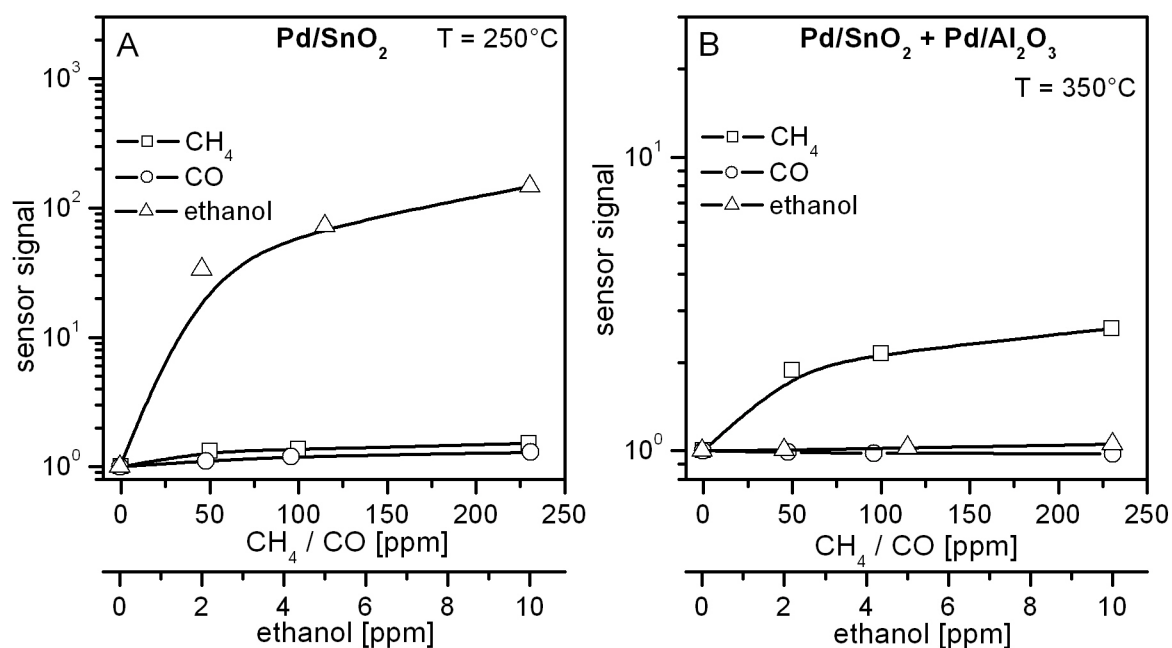 A
Pd/SnO₂
T = 250°C
10³
10²
10¹
10⁰
sensor signal
CH₄
CO
ethanol
0 50 100 150 200 250
CH₄ / CO [ppm]
0 2 4 6 8 10
ethanol [ppm]
B
Pd/SnO₂ + Pd/Al₂O₃
T = 350°C
10¹
10⁰
sensor signal
CH₄
CO
ethanol
0 50 100 150 200 250
CH₄ / CO [ppm]
0 2 4 6 8 10
ethanol [ppm]